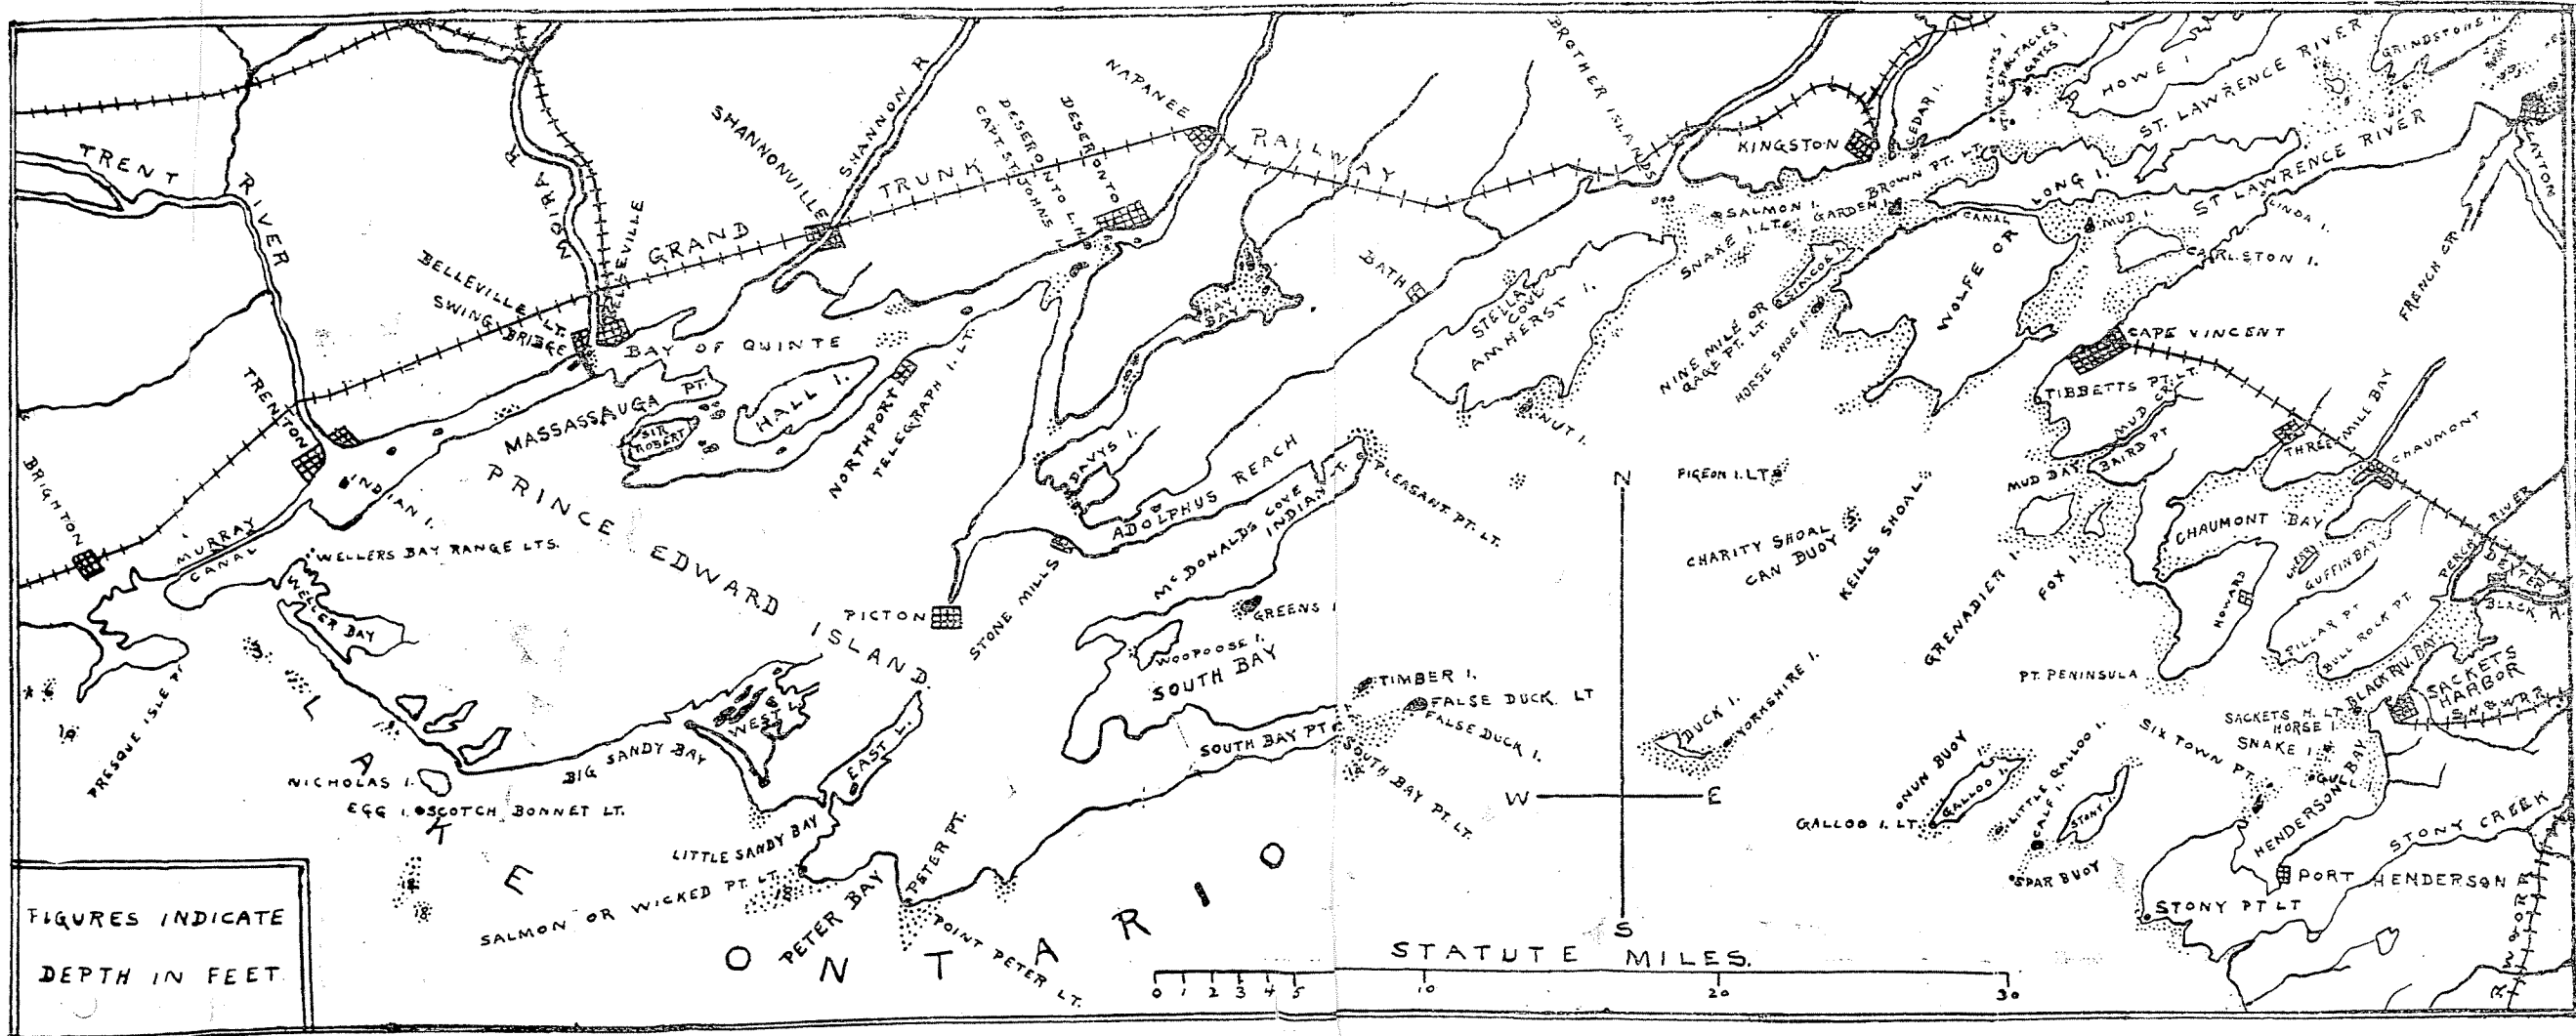 TRENT RIVER
MORIA R
BELLEVILLE
BELLEVILLE LT.
SWING BRIDGE
SHANNONVILLE
SHANNON R
GRAND TRUNK RAILWAY
CAPT. ST. JOHNS I.
DESERONTO L.H.
DESERONTO
NAPANEE
BROTHER ISLANDS
KINGSTON
CEDAR I.
HOWE I
GRINDSTONE I.
ST. LAWRENCE RIVER
ST. LAWRENCE RIVER
CLAYTON
BROWN PT. LT.
SALMON I.
GARDEN I.
SNAKE I. LT.
CANAL
WOLFE OR LONG I.
MUD I.
LINDA I.
CARLSTON I.
FRENCH CR
BATH
STELLA COVE
AMHERST I.
NUT I.
SIMCOE I.
NINE MILE OR
GAGE PT. LT.
HORSE SHOE I.
HAY BAY
BAY OF QUINTE
MASSASSAUGA PT.
SIR ROBERT
HALL I.
NORTHPORT
TELEGRAPH I. LT.
TRENTON
BRIGHTON
INDIAN I.
MURRAY CANAL
WELLERS BAY RANGE LTS.
WELLER BAY
PRESQUE ISLE PT
PRINCE EDWARD ISLAND
PICTON
STONE MILLS
DAVYS I.
ADOLPHUS REACH
McDONALDS COVE
INDIAN PT.
PLEASANT PT. LT.
GREENS I
WOOPOOSE I.
SOUTH BAY
TIMBER I.
FALSE DUCK LT
FALSE DUCK I.
SOUTH BAY PT
SOUTH BAY PT. LT.
PIGEON I. LT.
CHARITY SHOAL
CAN BUOY
KEILLS SHOAL
CAPE VINCENT
TIBBETTS PT. LT.
MUD CR.
BAIRD PT
MUD BAY
THREE MILL BAY
CHAUMONT
CHAUMONT BAY
GRENADIER I.
FOX I.
HOWARD
CHERRY I.
GUFFIN BAY
PERCH RIVER
DEXTER
BLACK R.
PILLAR PT
BULL ROCK PT.
BLACK RIV. BAY
PT. PENINSULA
SACKETS HARBOR
SACKETS H. LT
HORSE I.
SNAKE I.
GULL
SIX TOWN PT.
HENDERSON BAY
STONY CREEK
PORT HENDERSON
STONY PT LT
DUCK I.
YORKSHIRE I.
ONUN BUOY
GALLOO I.
GALLOO I. LT.
LITTLE GALLOO I.
CALF I.
STONY I.
SPAR BUOY
NICHOLAS I.
EGG I.
SCOTCH BONNET LT.
BIG SANDY BAY
WEST L.
EAST L.
LITTLE SANDY BAY
SALMON OR WICKED PT. LT.
PETER BAY
PETER PT.
POINT PETER LT.
LAKE ONTARIO
N
W E
S
STATUTE MILES.
0 1 2 3 4 5 10 20 30
FIGURES INDICATE
DEPTH IN FEET